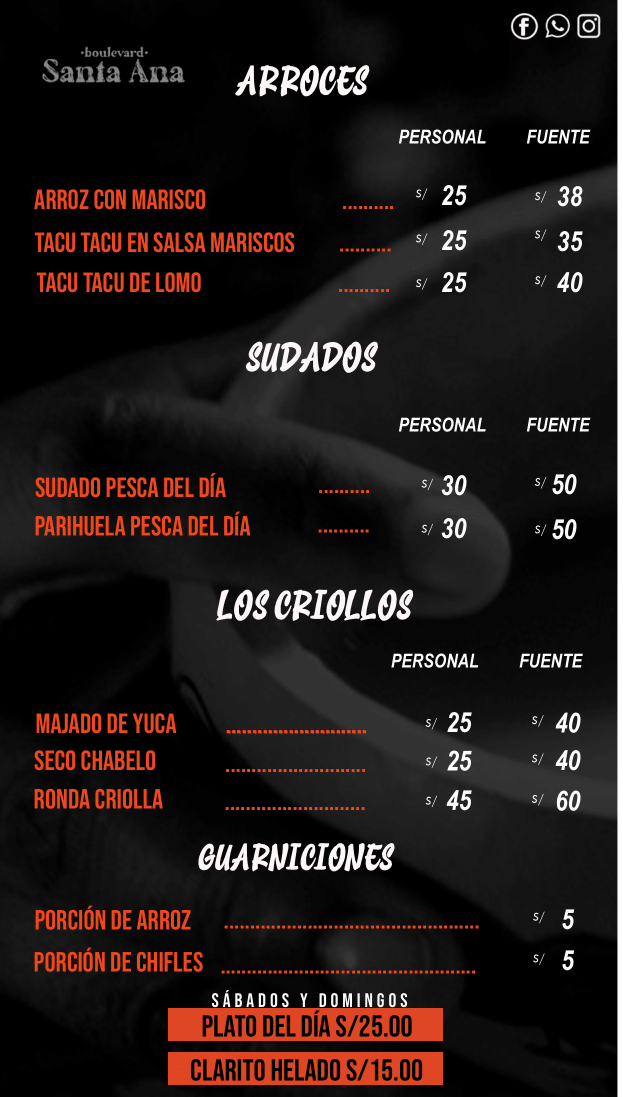 ·boulevard·
Santa Ana
ARROCES
PERSONAL FUENTE
ARROZ CON MARISCO .......... S/ 25 S/ 38
TACU TACU EN SALSA MARISCOS .......... S/ 25 S/ 35
TACU TACU DE LOMO .......... S/ 25 S/ 40
SUDADOS
PERSONAL FUENTE
SUDADO PESCA DEL DÍA .......... S/ 30 S/ 50
PARIHUELA PESCA DEL DÍA .......... S/ 30 S/ 50
LOS CRIOLLOS
PERSONAL FUENTE
MAJADO DE YUCA ............................ S/ 25 S/ 40
SECO CHABELO ............................ S/ 25 S/ 40
RONDA CRIOLLA ............................ S/ 45 S/ 60
GUARNICIONES
PORCIÓN DE ARROZ .................................................. S/ 5
PORCIÓN DE CHIFLES .................................................. S/ 5
SÁBADOS Y DOMINGOS
PLATO DEL DÍA S/25.00
CLARITO HELADO S/15.00